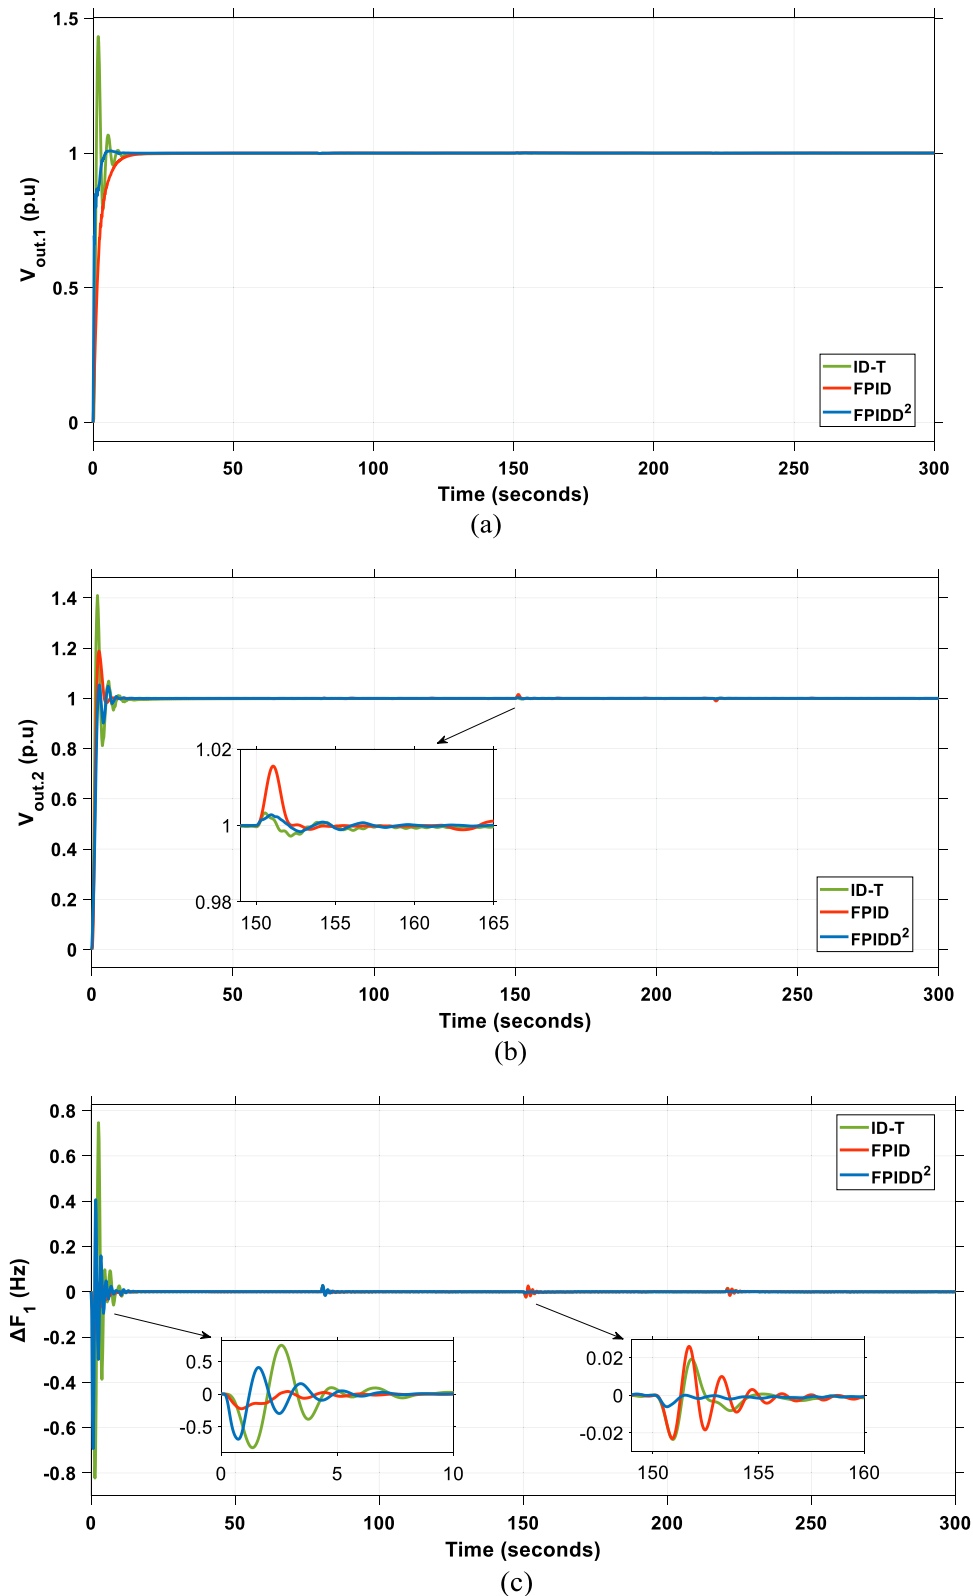 1.5
1
0.5
0
V_out.1 (p.u)
ID-T
FPID
FPIDD²
0 50 100 150 200 250 300
Time (seconds)
(a)
1.4
1.2
1
0.8
0.6
0.4
0.2
0
V_out.2 (p.u)
1.02
1
0.98
150 155 160 165
ID-T
FPID
FPIDD²
0 50 100 150 200 250 300
Time (seconds)
(b)
0.8
0.6
0.4
0.2
0
-0.2
-0.4
-0.6
-0.8
ΔF_1 (Hz)
ID-T
FPID
FPIDD²
0.5
0
-0.5
0 5 10
0.02
0
-0.02
150 155 160
0 50 100 150 200 250 300
Time (seconds)
(c)